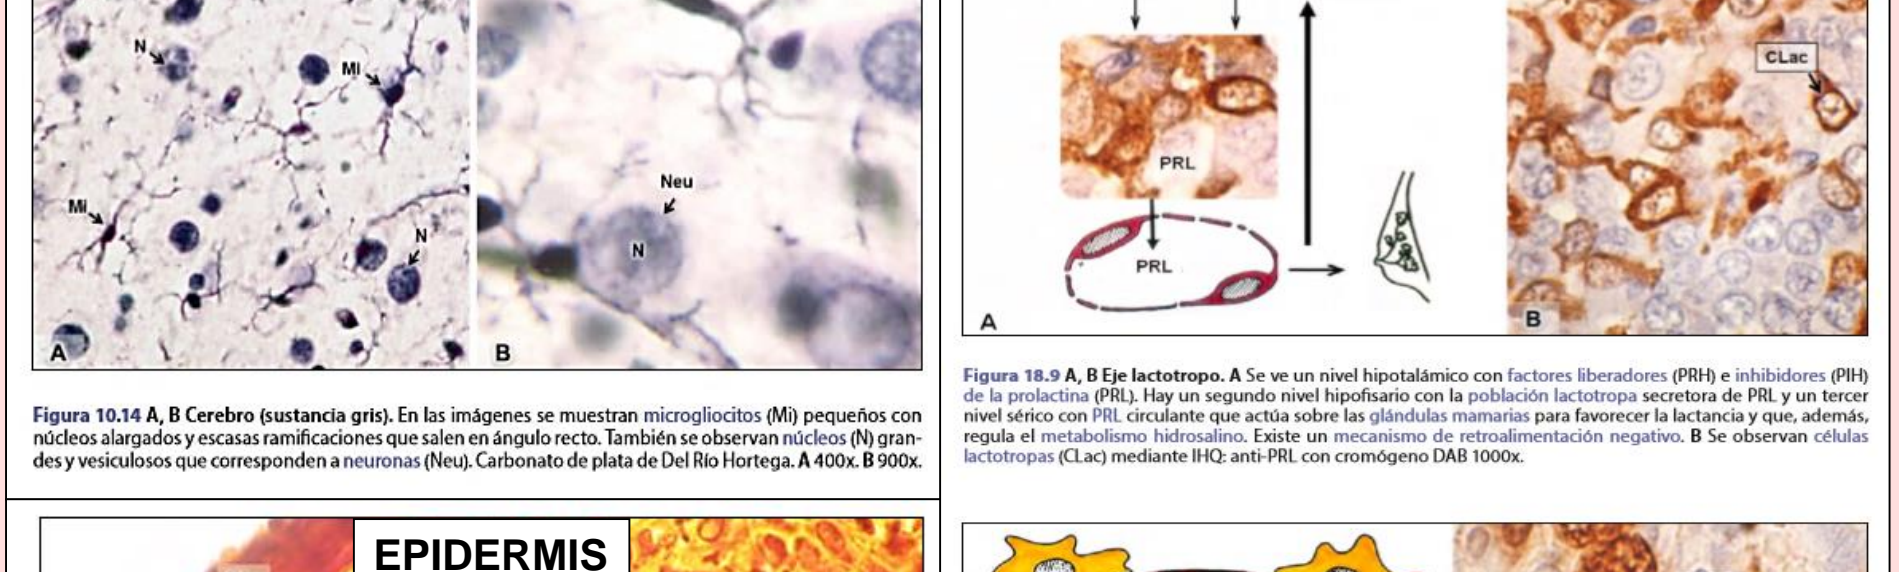 N
Mi
Mi
N
A
Neu
N
B
Figura 10.14 A, B Cerebro (sustancia gris). En las imágenes se muestran microgliocitos (Mi) pequeños con
núcleos alargados y escasas ramificaciones que salen en ángulo recto. También se observan núcleos (N) gran-
des y vesiculosos que corresponden a neuronas (Neu). Carbonato de plata de Del Río Hortega. A 400x. B 900x.
PRL
PRL
A
CLac
B
Figura 18.9 A, B Eje lactotropo. A Se ve un nivel hipotalámico con factores liberadores (PRH) e inhibidores (PIH)
de la prolactina (PRL). Hay un segundo nivel hipofisario con la población lactotropa secretora de PRL y un tercer
nivel sérico con PRL circulante que actúa sobre las glándulas mamarias para favorecer la lactancia y que, además,
regula el metabolismo hidrosalino. Existe un mecanismo de retroalimentación negativo. B Se observan células
lactotropas (CLac) mediante IHQ: anti-PRL con cromógeno DAB 1000x.
EPIDERMIS